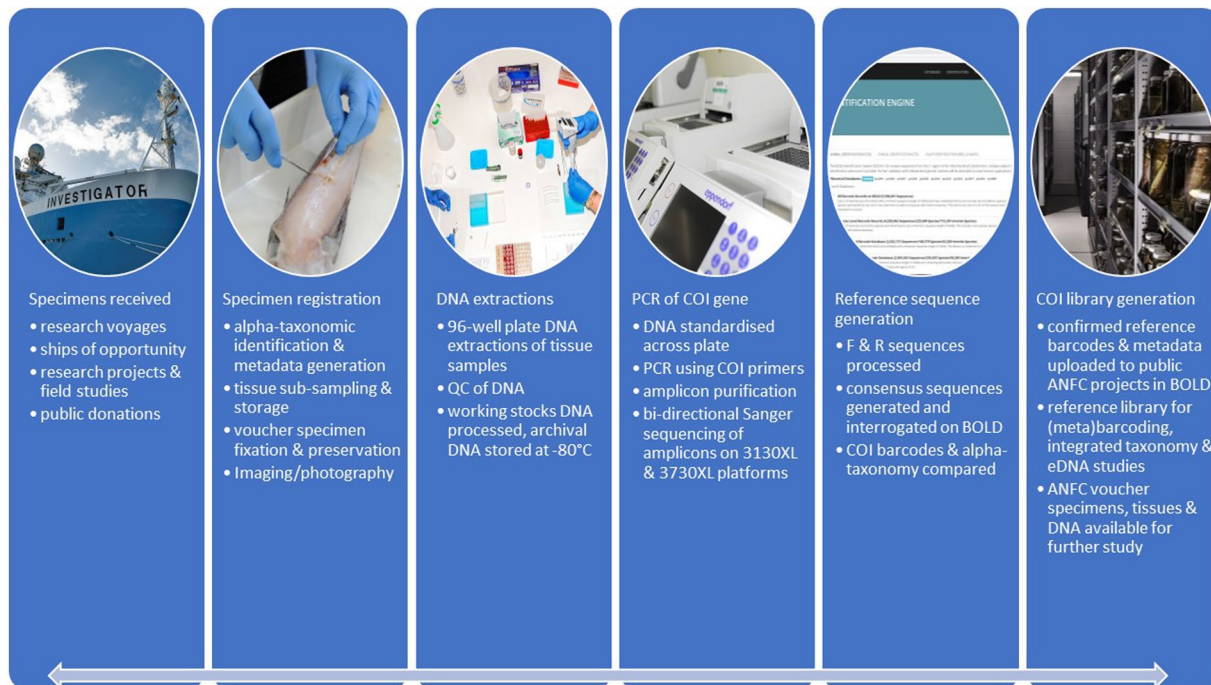 INVESTIGATOR
Specimens received
• research voyages
• ships of opportunity
• research projects &
field studies
• public donations
Specimen registration
• alpha-taxonomic
identification &
metadata generation
• tissue sub-sampling &
storage
• voucher specimen
fixation & preservation
• Imaging/photography
DNA extractions
• 96-well plate DNA
extractions of tissue
samples
• QC of DNA
• working stocks DNA
processed, archival
DNA stored at -80°C
eppendorf
PCR of COI gene
• DNA standardised
across plate
• PCR using COI primers
• amplicon purification
• bi-directional Sanger
sequencing of
amplicons on 3130XL
& 3730XL platforms
NTIFICATION ENGINE
Reference sequence
generation
• F & R sequences
processed
• consensus sequences
generated and
interrogated on BOLD
• COI barcodes & alpha-
taxonomy compared
COI library generation
• confirmed reference
barcodes & metadata
uploaded to public
ANFC projects in BOLD
• reference library for
(meta)barcoding,
integrated taxonomy &
eDNA studies
• ANFC voucher
specimens, tissues &
DNA available for
further study